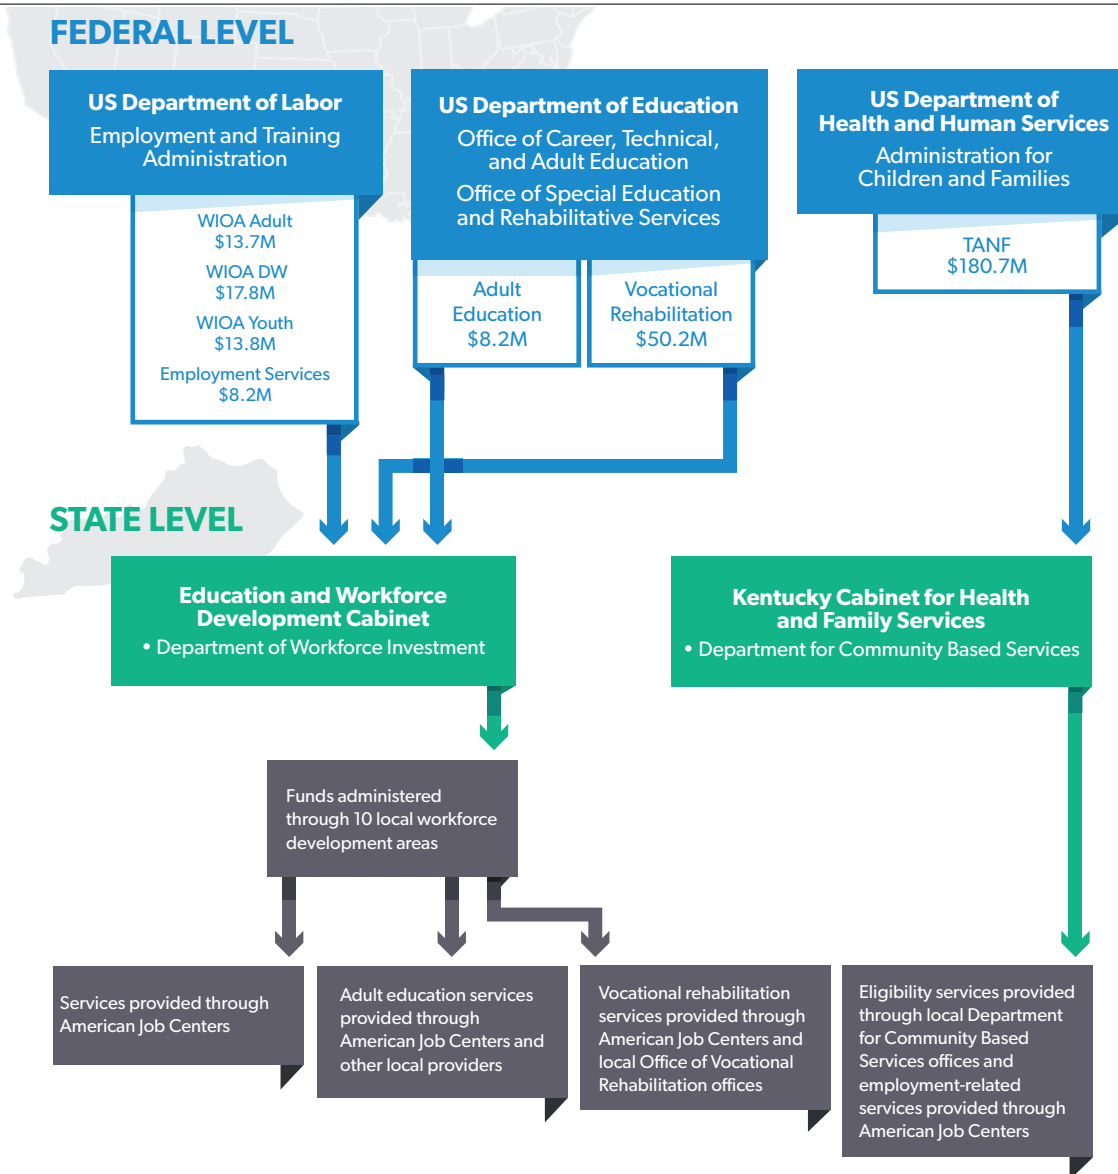 FEDERAL LEVEL
US Department of Labor
Employment and Training
Administration
WIOA Adult
$13.7M
WIOA DW
$17.8M
WIOA Youth
$13.8M
Employment Services
$8.2M
US Department of Education
Office of Career, Technical,
and Adult Education
Office of Special Education
and Rehabilitative Services
Adult
Education
$8.2M
Vocational
Rehabilitation
$50.2M
US Department of
Health and Human Services
Administration for
Children and Families
TANF
$180.7M
STATE LEVEL
Education and Workforce
Development Cabinet
• Department of Workforce Investment
Kentucky Cabinet for Health
and Family Services
• Department for Community Based Services
Funds administered
through 10 local workforce
development areas
Services provided through
American Job Centers
Adult education services
provided through
American Job Centers and
other local providers
Vocational rehabilitation
services provided through
American Job Centers and
local Office of Vocational
Rehabilitation offices
Eligibility services provided
through local Department
for Community Based
Services offices and
employment-related
services provided through
American Job Centers